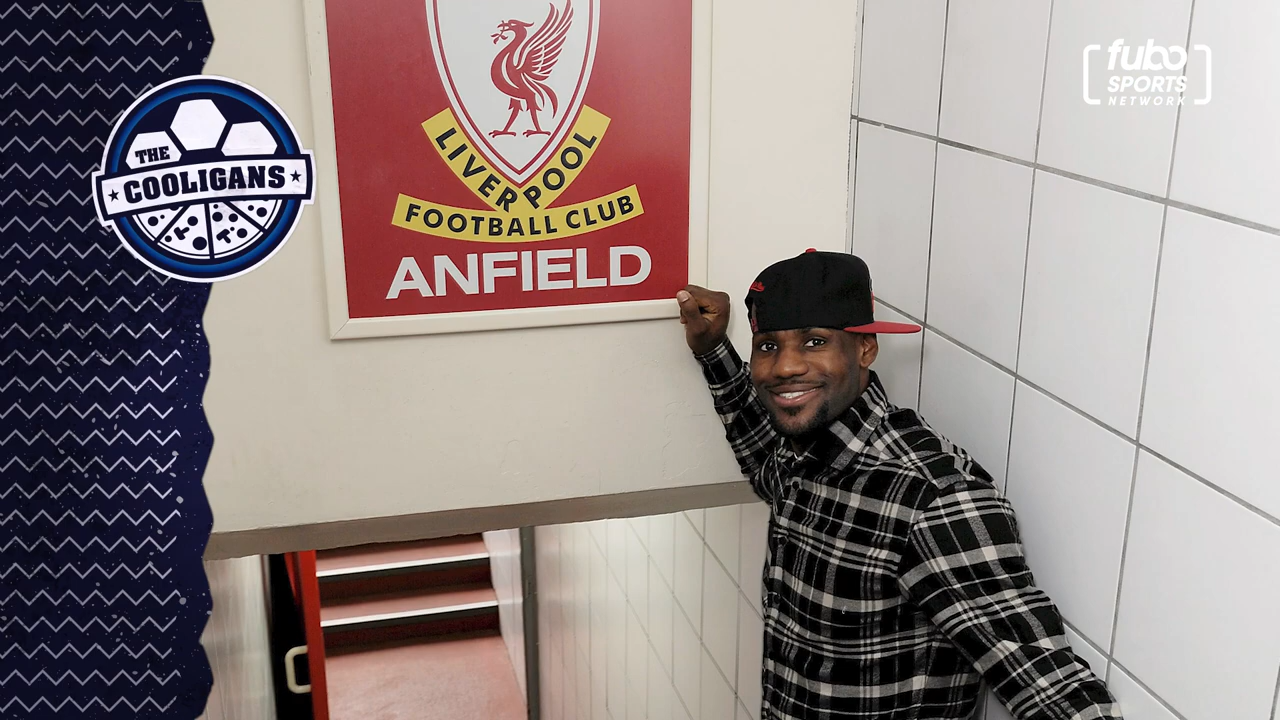 THE
COOLIGANS
LIVERPOOL
FOOTBALL CLUB
ANFIELD
fubo
SPORTS
NETWORK